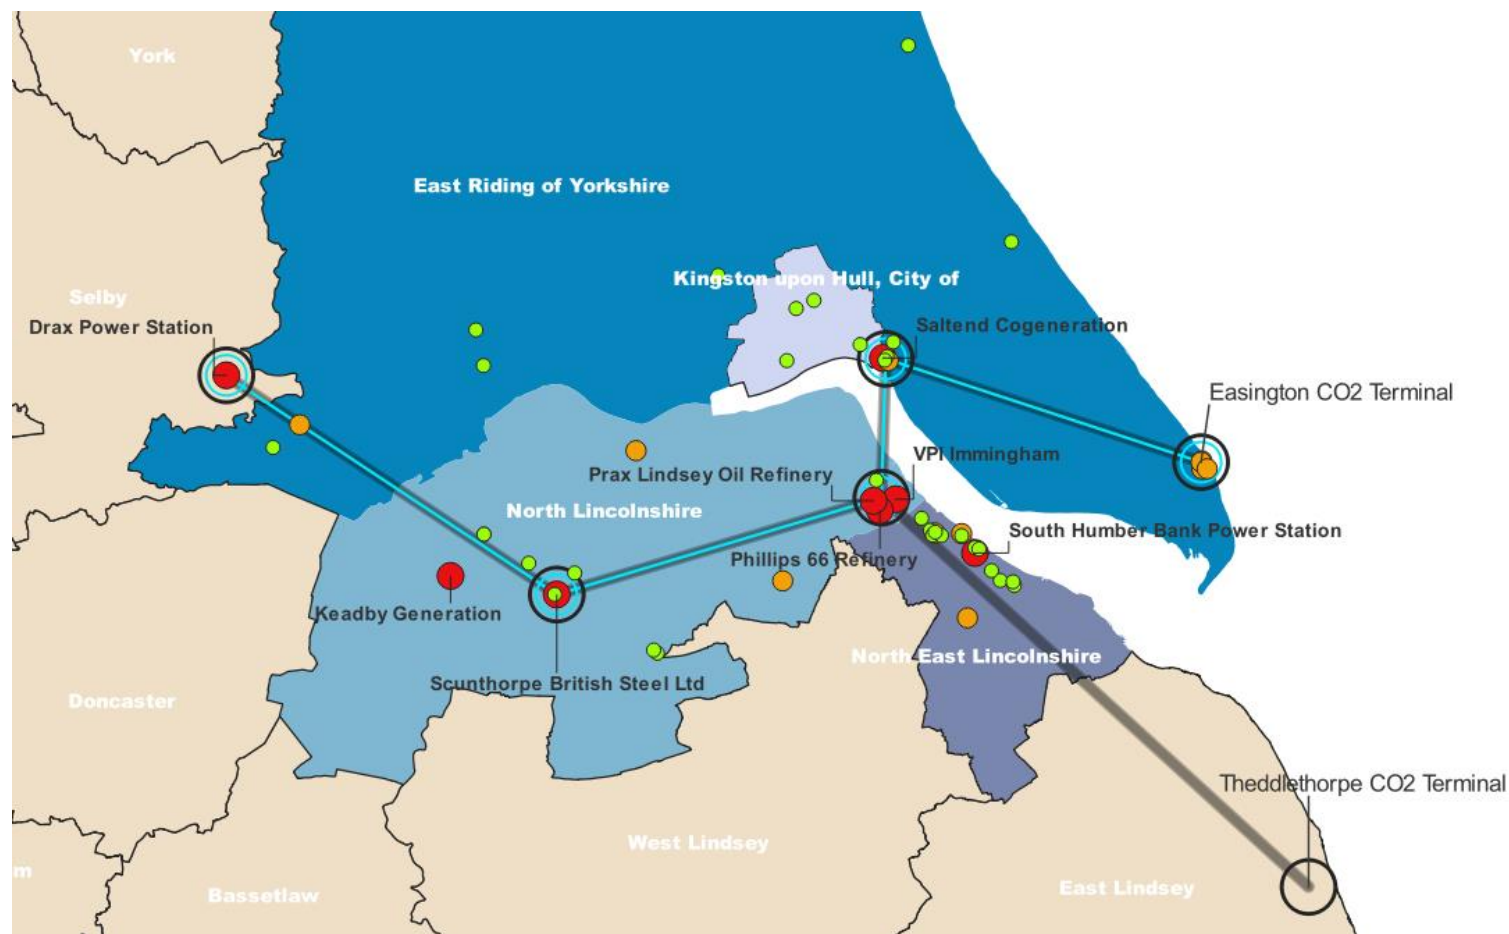 York
East Riding of Yorkshire
Kingston upon Hull, City of
Selby
Drax Power Station
Saltend Cogeneration
Easington CO2 Terminal
VPI Immingham
Prax Lindsey Oil Refinery
North Lincolnshire
South Humber Bank Power Station
Phillips 66 Refinery
Keadby Generation
North East Lincolnshire
Scunthorpe British Steel Ltd
Doncaster
Theddlethorpe CO2 Terminal
West Lindsey
m
Bassetlaw
East Lindsey